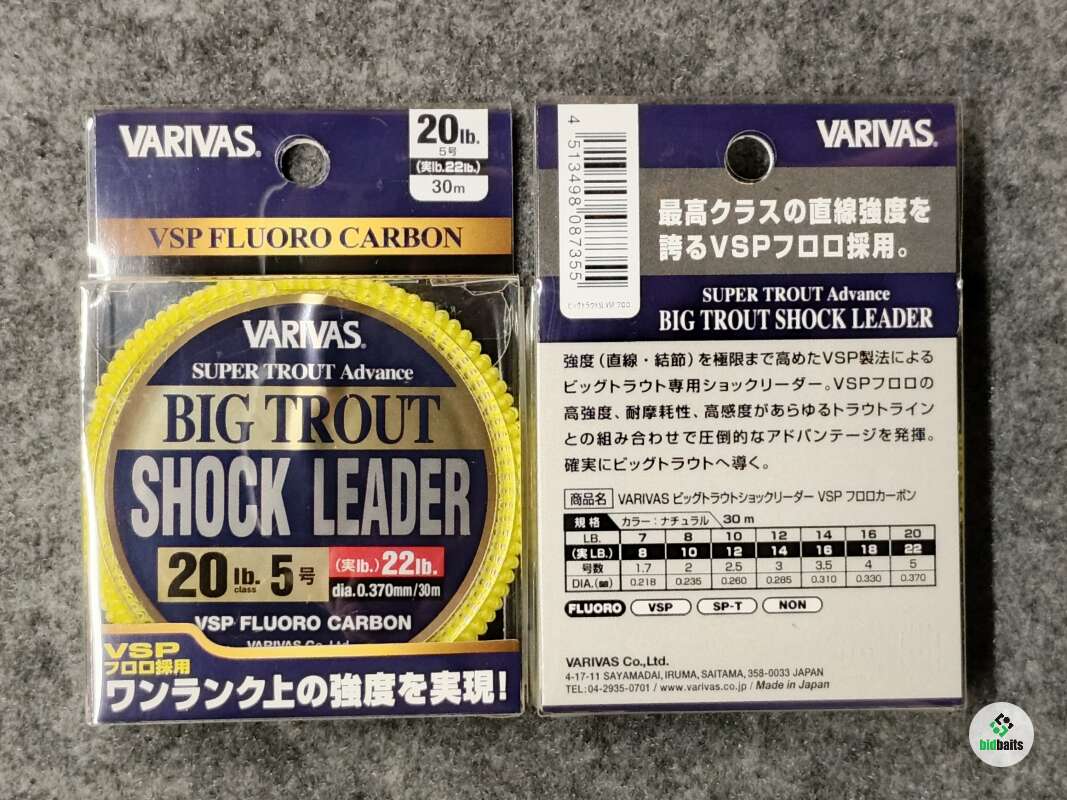 VARIVAS®
20lb.
5号
(実lb.22lb.)
30m
VSP FLUORO CARBON
VARIVAS®
SUPER TROUT Advance
BIG TROUT
SHOCK LEADER
20 lb. class 5号
(実lb.) 22lb.
dia.0.370mm/30m
VSP FLUORO CARBON
VARIVAS Co.,Ltd.
VSP
フロロ採用
ワンランク上の強度を実現!
4 513498 087355
VARIVAS®
最高クラスの直線強度を
誇るVSPフロロ採用。
SUPER TROUT Advance
BIG TROUT SHOCK LEADER
強度(直線・結節)を極限まで高めたVSP製法による
ビッグトラウト専用ショックリーダー。VSPフロロの
高強度、耐摩耗性、高感度があらゆるトラウトライン
との組み合わせで圧倒的なアドバンテージを発揮。
確実にビッグトラウトへ導く。
商品名 VARIVAS ビッグトラウトショックリーダー VSP フロロカーボン
規格 カラー:ナチュラル 30m
LB. 7 8 10 12 14 16 20
(実LB.) 8 10 12 14 16 18 22
号数 1.7 2 2.5 3 3.5 4 5
DIA.(㎜) 0.218 0.235 0.260 0.285 0.310 0.330 0.370
FLUORO VSP SP-T NON
VARIVAS Co.,Ltd.
4-17-11 SAYAMADAI, IRUMA, SAITAMA, 358-0033 JAPAN
TEL:04-2935-0701 / www.varivas.co.jp / Made in Japan
bidbaits